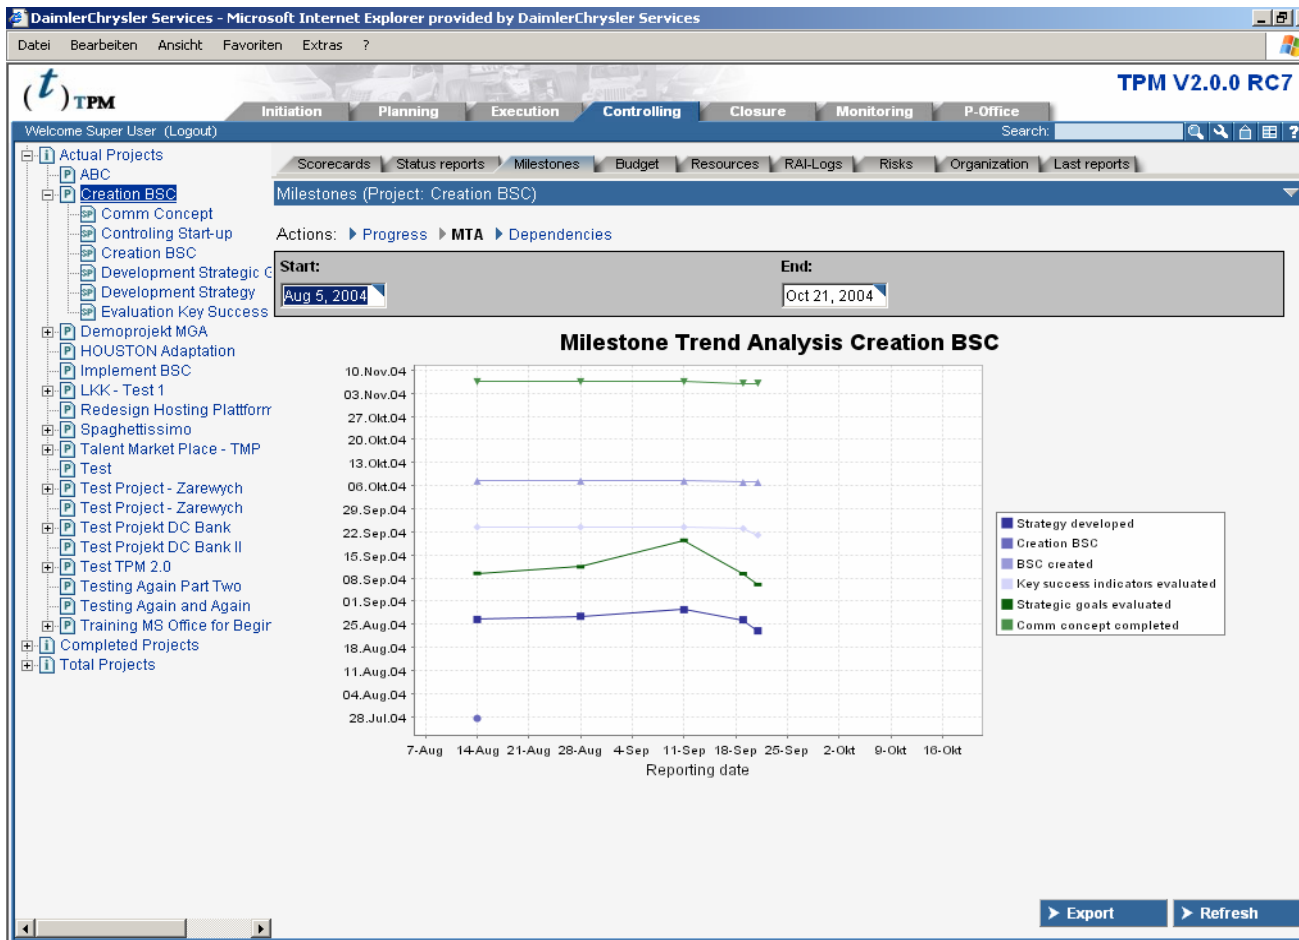 DaimlerChrysler Services - Microsoft Internet Explorer provided by DaimlerChrysler Services
Datei Bearbeiten Ansicht Favoriten Extras ?
(t) TPM
TPM V2.0.0 RC7
Initiation Planning Execution Controlling Closure Monitoring P-Office
Welcome Super User (Logout)
Search:
?
Actual Projects
ABC
Creation BSC
Comm Concept
Controling Start-up
Creation BSC
Development Strategic G
Development Strategy
Evaluation Key Success
Demoprojekt MGA
HOUSTON Adaptation
Implement BSC
LKK - Test 1
Redesign Hosting Plattform
Spaghettissimo
Talent Market Place - TMP
Test
Test Project - Zarewych
Test Project - Zarewych
Test Projekt DC Bank
Test Projekt DC Bank II
Test TPM 2.0
Testing Again Part Two
Testing Again and Again
Training MS Office for Begir
Completed Projects
Total Projects
Scorecards Status reports Milestones Budget Resources RAI-Logs Risks Organization Last reports
Milestones (Project: Creation BSC)
Actions: Progress MTA Dependencies
Start: End:
Aug 5, 2004 Oct 21, 2004
Milestone Trend Analysis Creation BSC
10.Nov.04
03.Nov.04
27.Okt.04
20.Okt.04
13.Okt.04
06.Okt.04
29.Sep.04
22.Sep.04
15.Sep.04
08.Sep.04
01.Sep.04
25.Aug.04
18.Aug.04
11.Aug.04
04.Aug.04
28.Jul.04
7-Aug 14-Aug 21-Aug 28-Aug 4-Sep 11-Sep 18-Sep 25-Sep 2-Okt 9-Okt 16-Okt
Reporting date
Strategy developed
Creation BSC
BSC created
Key success indicators evaluated
Strategic goals evaluated
Comm concept completed
Export Refresh